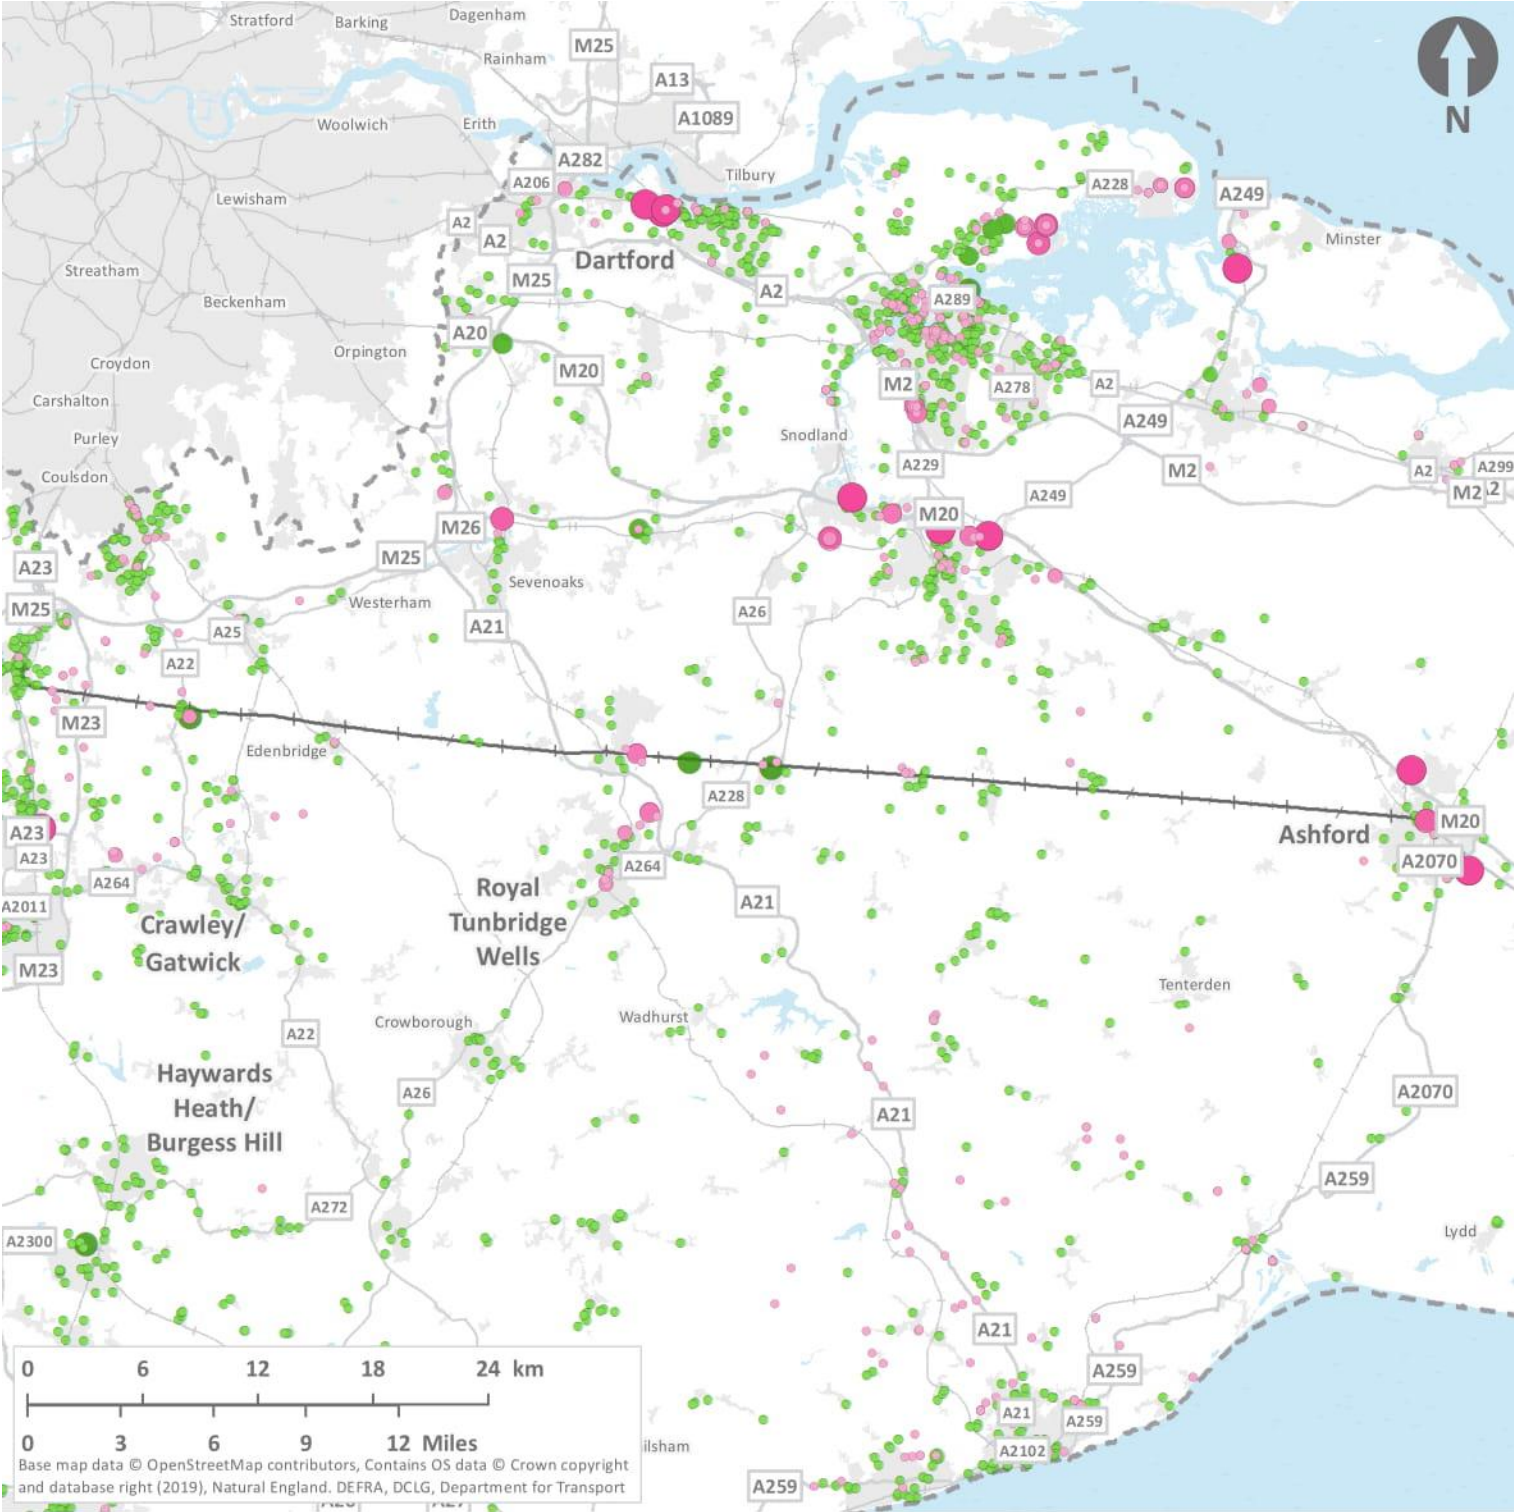 Stratford
Barking
Dagenham
M25
Rainham
A13
A1089
Woolwich
Erith
N
A282
A206
Tilbury
A228
A249
Lewisham
A2
A2
Minster
Dartford
Streatham
M25
A2
Beckenham
A289
A20
Orpington
Croydon
M20
M2
A278
A2
Carshalton
A249
Purley
Snodland
Coulsdon
A229
M2
A2
A299
M2
A249
M26
M20
M25
A23
Sevenoaks
Westerham
M25
A26
A25
A21
A22
M23
Edenbridge
A228
A23
Ashford
M20
A23
A264
A2070
A264
Royal
Tunbridge
Wells
A2011
A21
Crawley/
Gatwick
M23
Tenterden
Crowborough
Wadhurst
A22
Haywards
Heath/
Burgess Hill
A26
A2070
A21
A259
A272
A2300
Lydd
A21
0 6 12 18 24 km
A259
A21
A259
0 3 6 9 12 Miles
ilsham
A2102
Base map data © OpenStreetMap contributors, Contains OS data © Crown copyright
and database right (2019), Natural England. DEFRA, DCLG, Department for Transport
A259